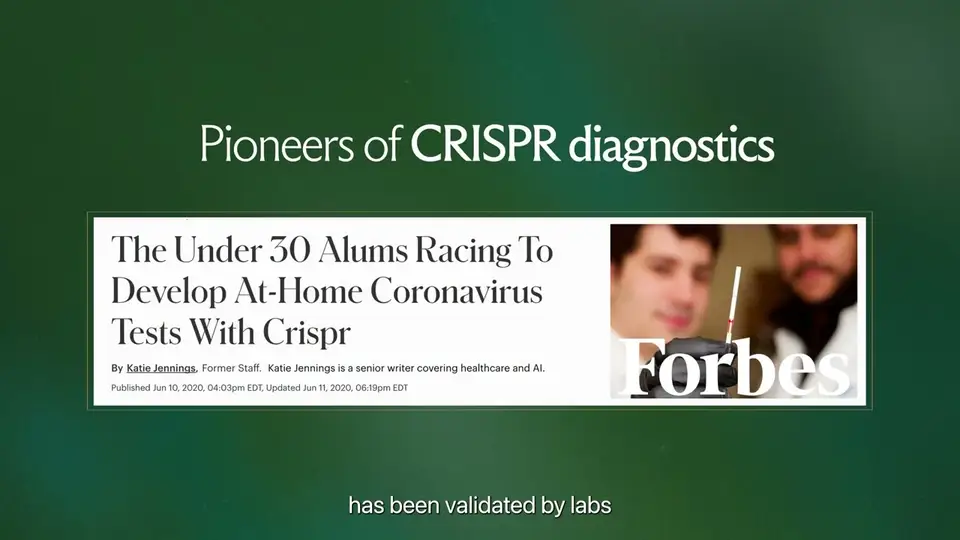 Pioneers of CRISPR diagnostics
The Under 30 Alums Racing To
Develop At-Home Coronavirus
Tests With Crispr
By Katie Jennings, Former Staff. Katie Jennings is a senior writer covering healthcare and AI.
Published Jun 10, 2020, 04:03pm EDT, Updated Jun 11, 2020, 06:19pm EDT
Forbes
has been validated by labs